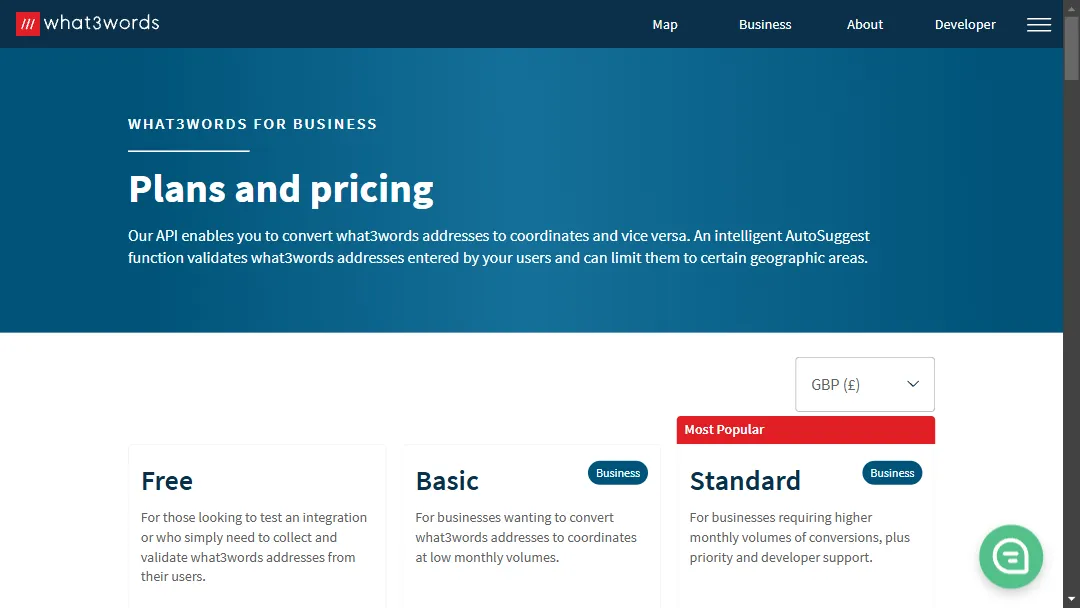 what3words
Map
Business
About
Developer
WHAT3WORDS FOR BUSINESS
Plans and pricing
Our API enables you to convert what3words addresses to coordinates and vice versa. An intelligent AutoSuggest
function validates what3words addresses entered by your users and can limit them to certain geographic areas.
GBP (£)
Most Popular
Free
For those looking to test an integration
or who simply need to collect and
validate what3words addresses from
their users.
Basic
Business
For businesses wanting to convert
what3words addresses to coordinates
at low monthly volumes.
Standard
Business
For businesses requiring higher
monthly volumes of conversions, plus
priority and developer support.